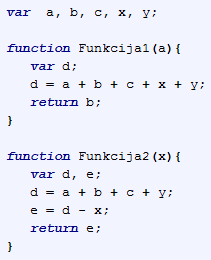 var a, b, c, x, y;
function Funkcija1(a){
var d;
d = a + b + c + x + y;
return b;
}
function Funkcija2(x){
var d, e;
d = a + b + c + y;
e = d - x;
return e;
}